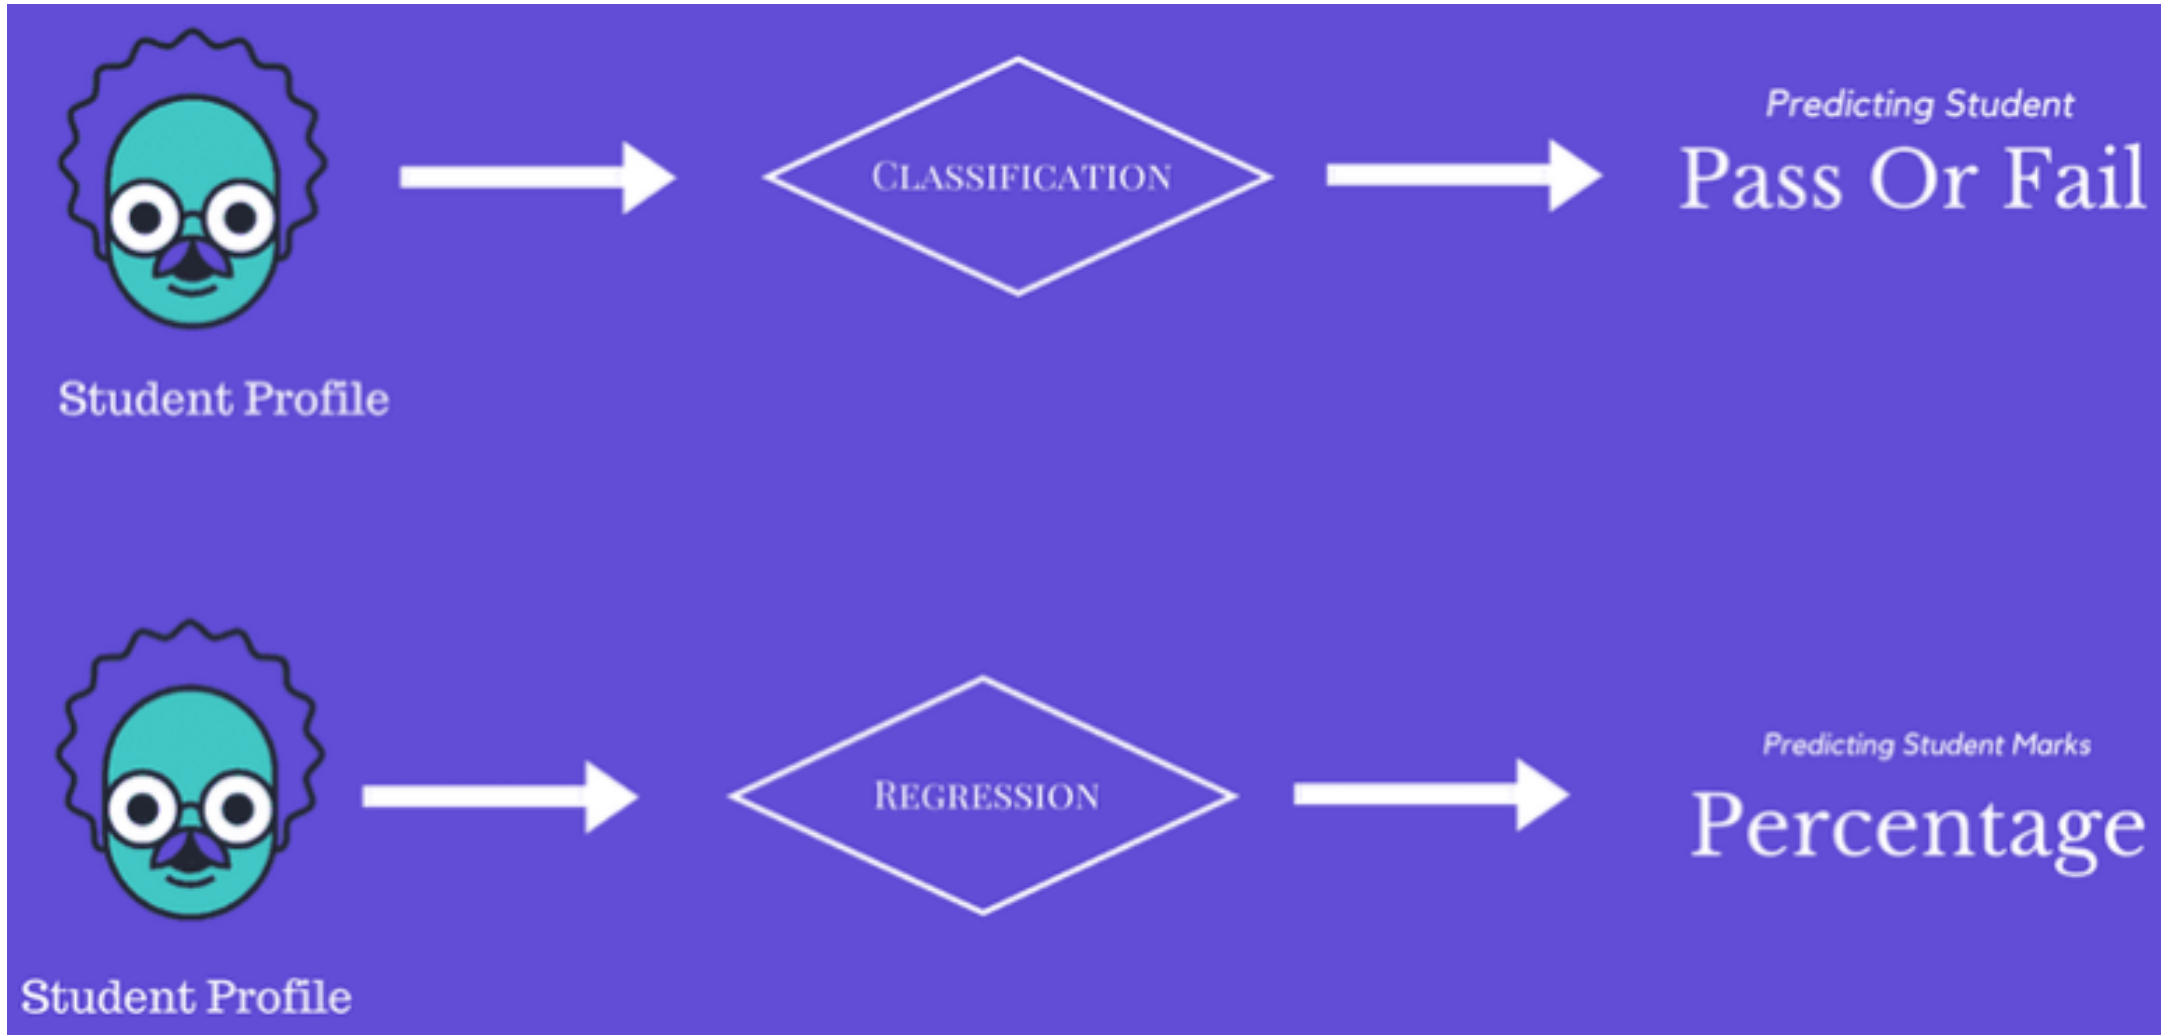 Predicting Student
CLASSIFICATION
Pass Or Fail
Student Profile
Predicting Student Marks
REGRESSION
Percentage
Student Profile